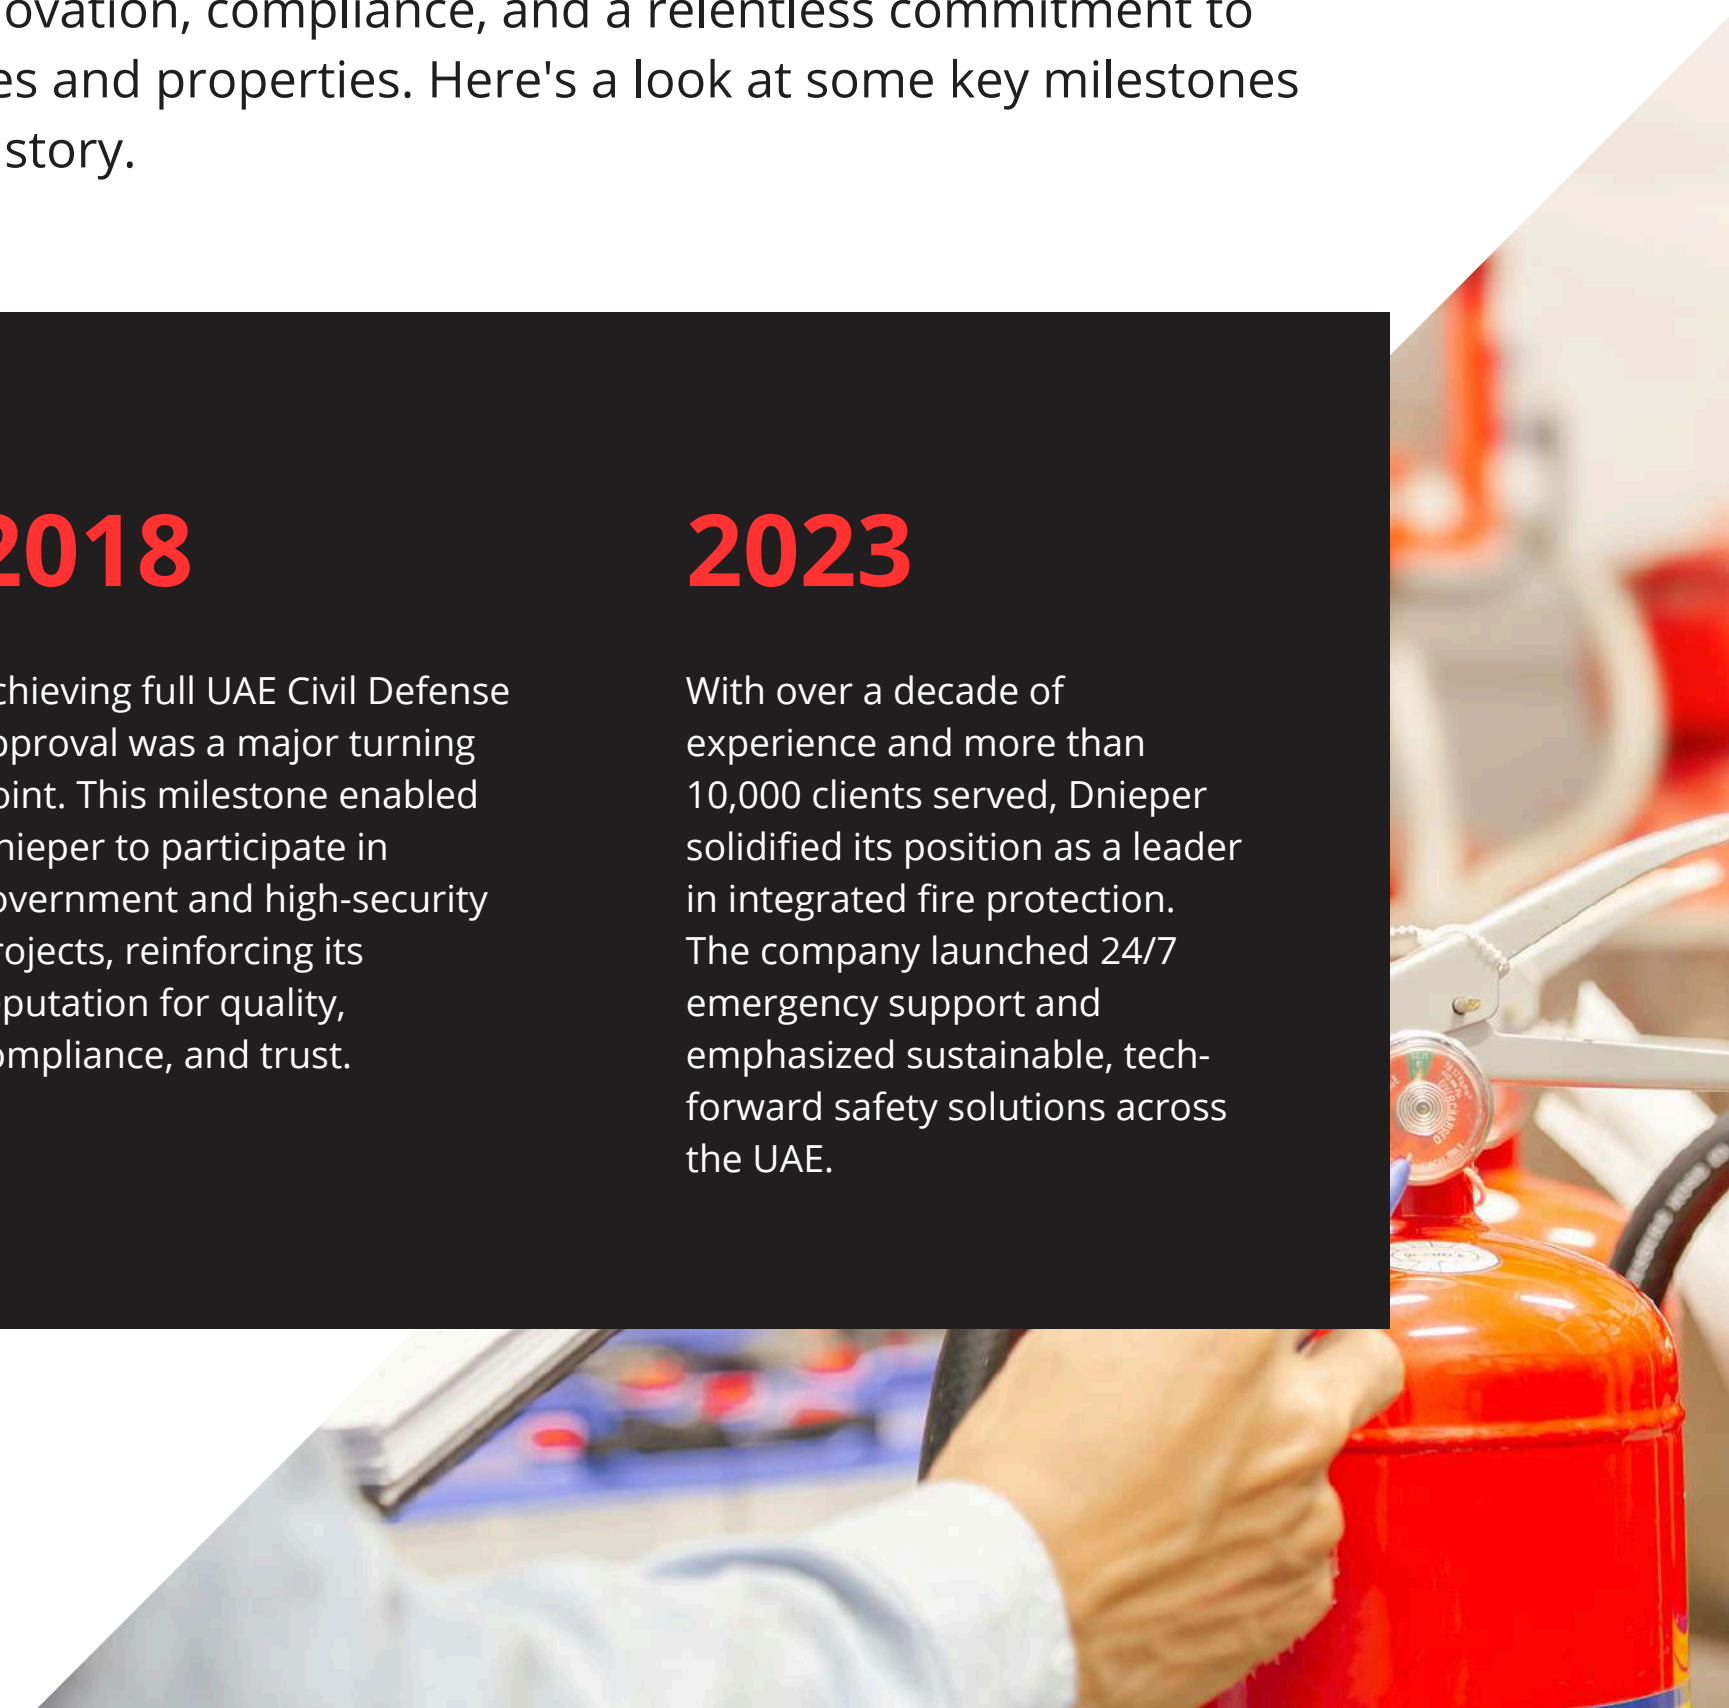 ovation, compliance, and a relentless commitment to
es and properties. Here's a look at some key milestones
story.
2018
chieving full UAE Civil Defense
pproval was a major turning
oint. This milestone enabled
nieper to participate in
overnment and high-security
rojects, reinforcing its
putation for quality,
ompliance, and trust.
2023
With over a decade of
experience and more than
10,000 clients served, Dnieper
solidified its position as a leader
in integrated fire protection.
The company launched 24/7
emergency support and
emphasized sustainable, tech-
forward safety solutions across
the UAE.